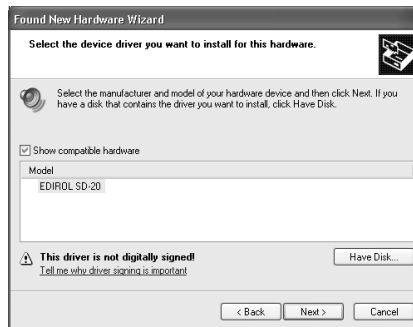 Found New Hardware Wizard
Select the device driver you want to install for this hardware.
Select the manufacturer and model of your hardware device and then click Next. If you
have a disk that contains the driver you want to install, click Have Disk.
Show compatible hardware
Model
EDIROL SD-20
This driver is not digitally signed!
Have Disk...
Tell me why driver signing is important
< Back
Next >
Cancel